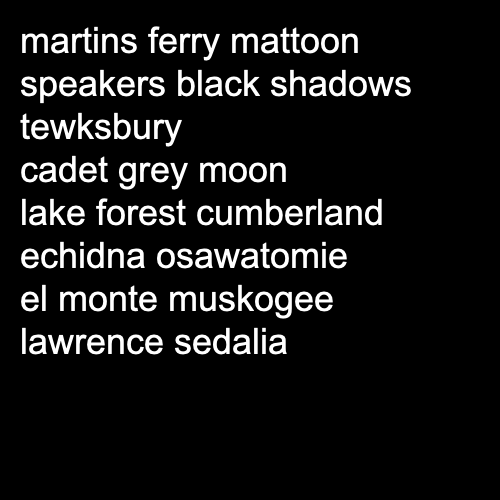 martins ferry mattoon
speakers black shadows
tewksbury
cadet grey moon
lake forest cumberland
echidna osawatomie
el monte muskogee
lawrence sedalia